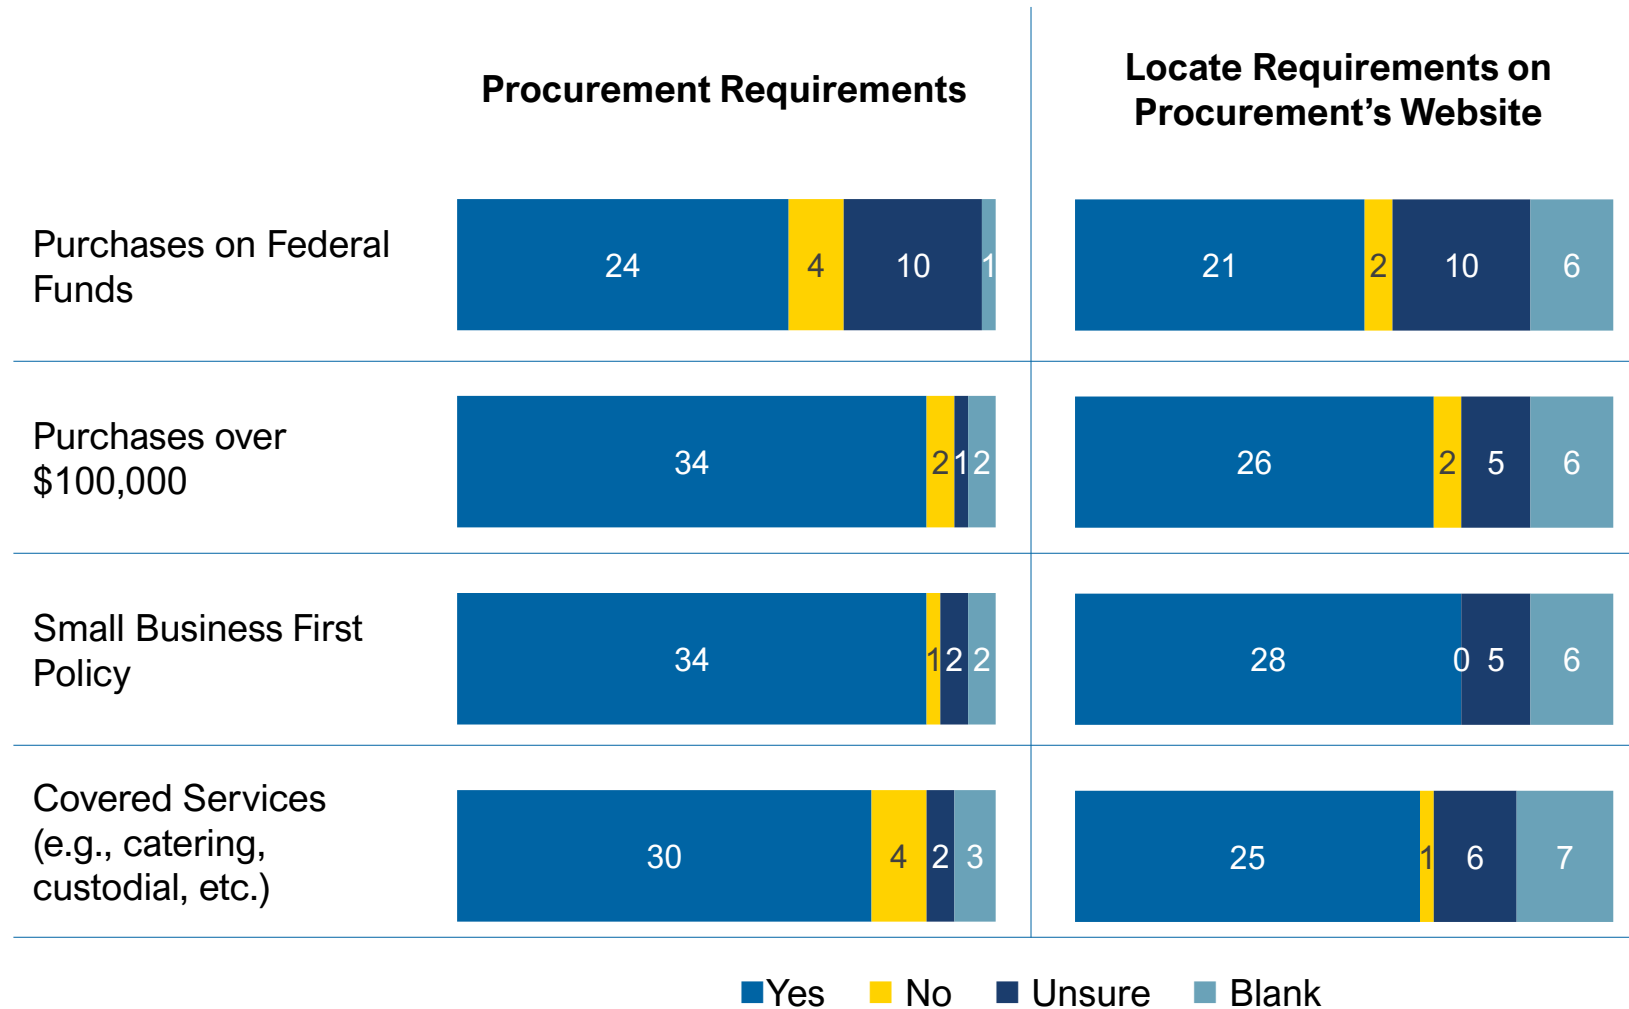 Procurement Requirements
Locate Requirements on
Procurement’s Website
Purchases on Federal
Funds
24 4 10 1
21 2 10 6
Purchases over
$100,000
34 2 1 2
26 2 5 6
Small Business First
Policy
34 1 2 2
28 0 5 6
Covered Services
(e.g., catering,
custodial, etc.)
30 4 2 3
25 1 6 7
Yes No Unsure Blank